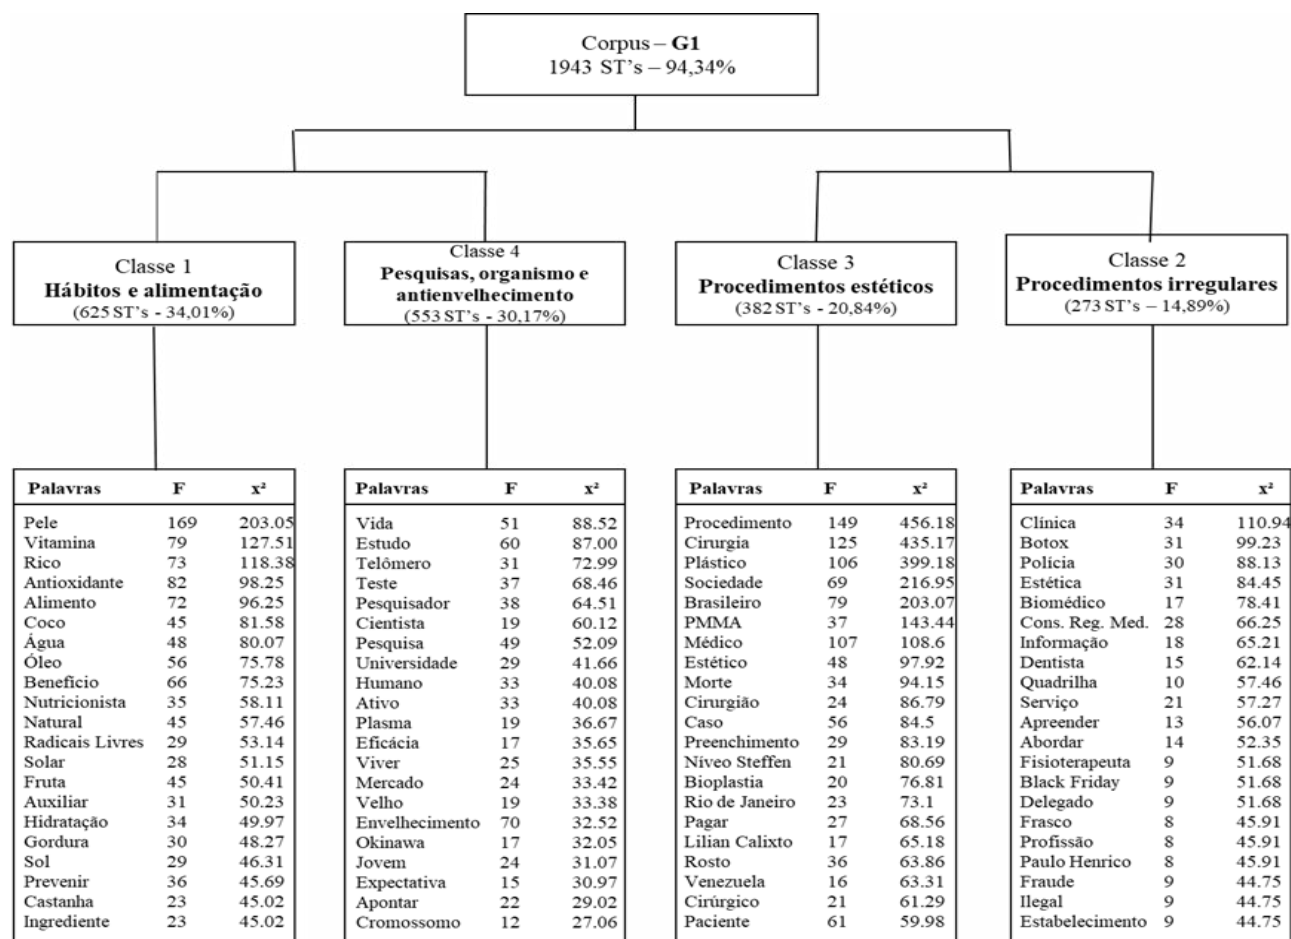 Corpus – G1
1943 ST's – 94,34%
Classe 1
Hábitos e alimentação
(625 ST's - 34,01%)
Classe 4
Pesquisas, organismo e
antienvelhecimento
(553 ST's - 30,17%)
Classe 3
Procedimentos estéticos
(382 ST's - 20,84%)
Classe 2
Procedimentos irregulares
(273 ST's – 14,89%)
Palavras F x²
Pele 169 203.05
Vitamina 79 127.51
Rico 73 118.38
Antioxidante 82 98.25
Alimento 72 96.25
Coco 45 81.58
Água 48 80.07
Óleo 56 75.78
Benefício 66 75.23
Nutricionista 35 58.11
Natural 45 57.46
Radicais Livres 29 53.14
Solar 28 51.15
Fruta 45 50.41
Auxiliar 31 50.23
Hidratação 34 49.97
Gordura 30 48.27
Sol 29 46.31
Prevenir 36 45.69
Castanha 23 45.02
Ingrediente 23 45.02
Palavras F x²
Vida 51 88.52
Estudo 60 87.00
Telômero 31 72.99
Teste 37 68.46
Pesquisador 38 64.51
Cientista 19 60.12
Pesquisa 49 52.09
Universidade 29 41.66
Humano 33 40.08
Ativo 33 40.08
Plasma 19 36.67
Eficácia 17 35.65
Viver 25 35.55
Mercado 24 33.42
Velho 19 33.38
Envelhecimento 70 32.52
Okinawa 17 32.05
Jovem 24 31.07
Expectativa 15 30.97
Apontar 22 29.02
Cromossomo 12 27.06
Palavras F x²
Procedimento 149 456.18
Cirurgia 125 435.17
Plástico 106 399.18
Sociedade 69 216.95
Brasileiro 79 203.07
PMMA 37 143.44
Médico 107 108.6
Estético 48 97.92
Morte 34 94.15
Cirurgião 24 86.79
Caso 56 84.5
Preenchimento 29 83.19
Níveo Steffen 21 80.69
Bioplastia 20 76.81
Rio de Janeiro 23 73.1
Pagar 27 68.56
Lilian Calixto 17 65.18
Rosto 36 63.86
Venezuela 16 63.31
Cirúrgico 21 61.29
Paciente 61 59.98
Palavras F x²
Clínica 34 110.94
Botox 31 99.23
Polícia 30 88.13
Estética 31 84.45
Biomédico 17 78.41
Cons. Reg. Med. 28 66.25
Informação 18 65.21
Dentista 15 62.14
Quadrilha 10 57.46
Serviço 21 57.27
Apreender 13 56.07
Abordar 14 52.35
Fisioterapeuta 9 51.68
Black Friday 9 51.68
Delegado 9 51.68
Frasco 8 45.91
Profissão 8 45.91
Paulo Henrico 8 45.91
Fraude 9 44.75
Ilegal 9 44.75
Estabelecimento 9 44.75